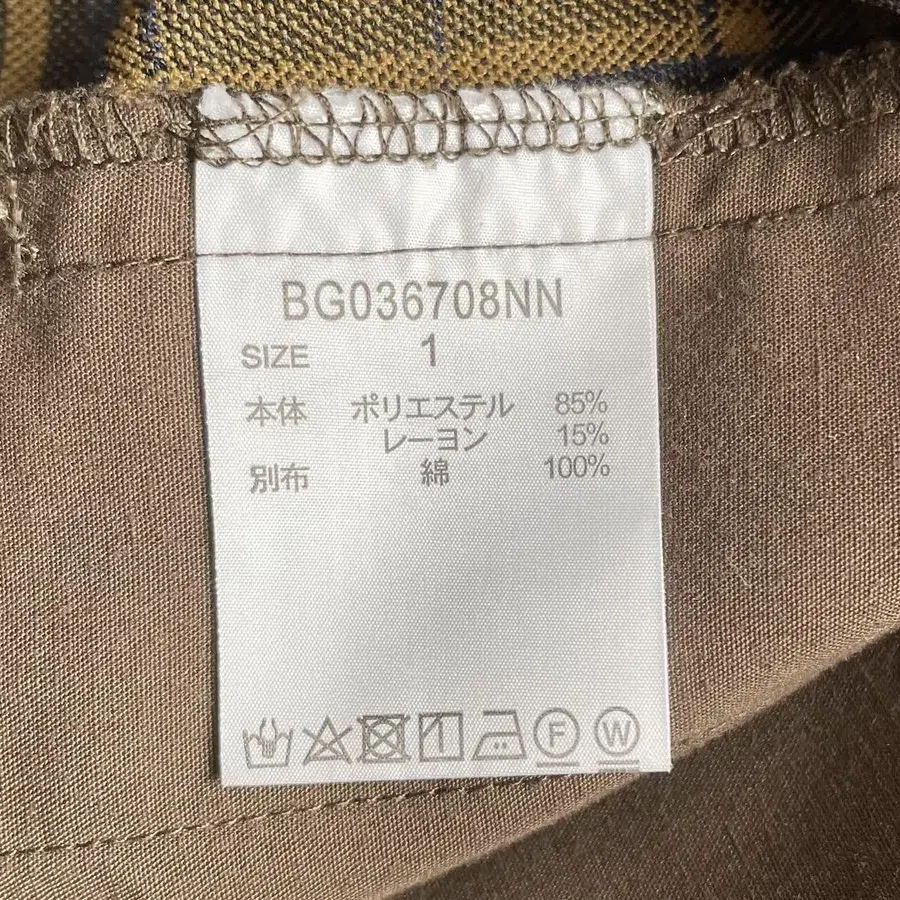 BG036708NN
SIZE 1
本体 ポリエステル 85%
レーヨン 15%
別布 綿 100%
F W